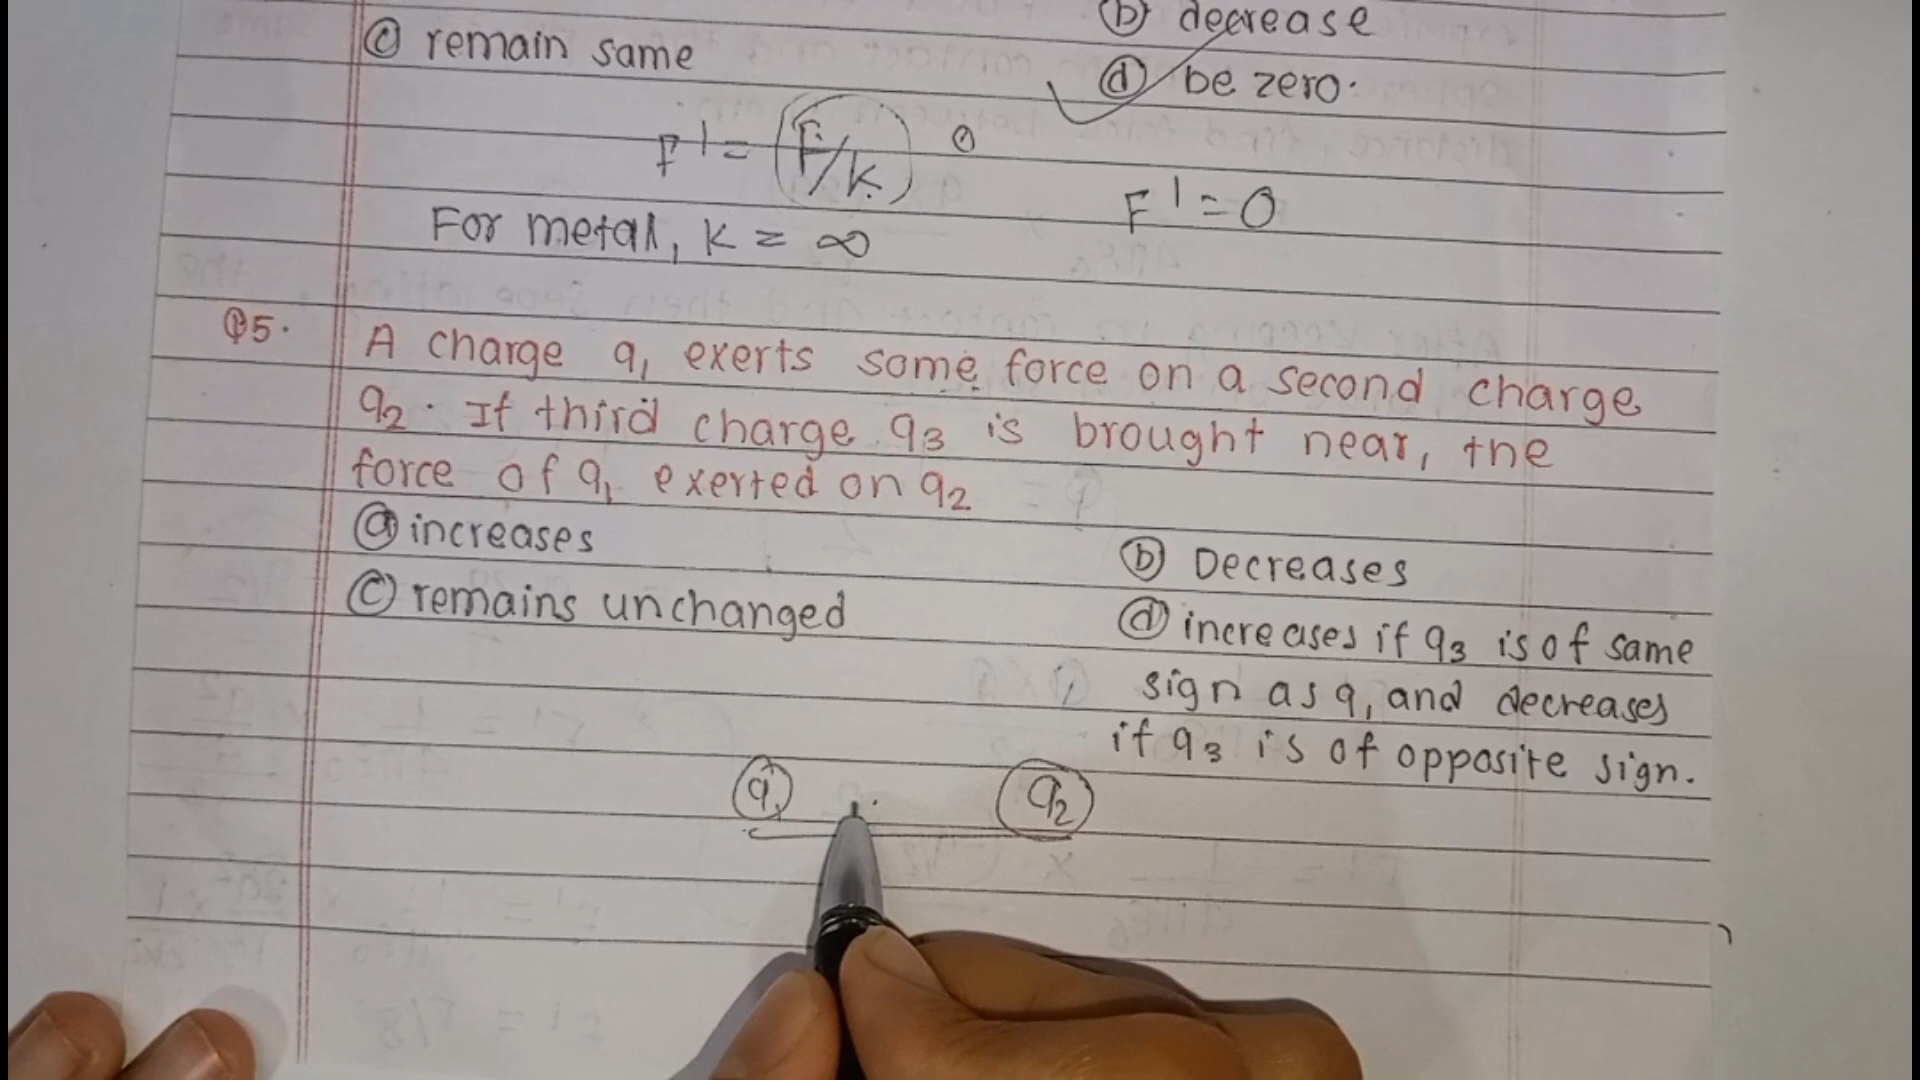 (b) decrease
(c) remain same
(d) be zero.
F' = (F/K) 0
F' = 0
For metal, K = ∞
Q5. A charge q₁ exerts some force on a second charge
q₂. If third charge q₃ is brought near, the
force of q₁ exerted on q₂
(a) increases
(b) Decreases
(c) remains unchanged
(d) increases if q₃ is of same
sign as q₁ and decreases
if q₃ is of opposite sign.
q₁ q₂